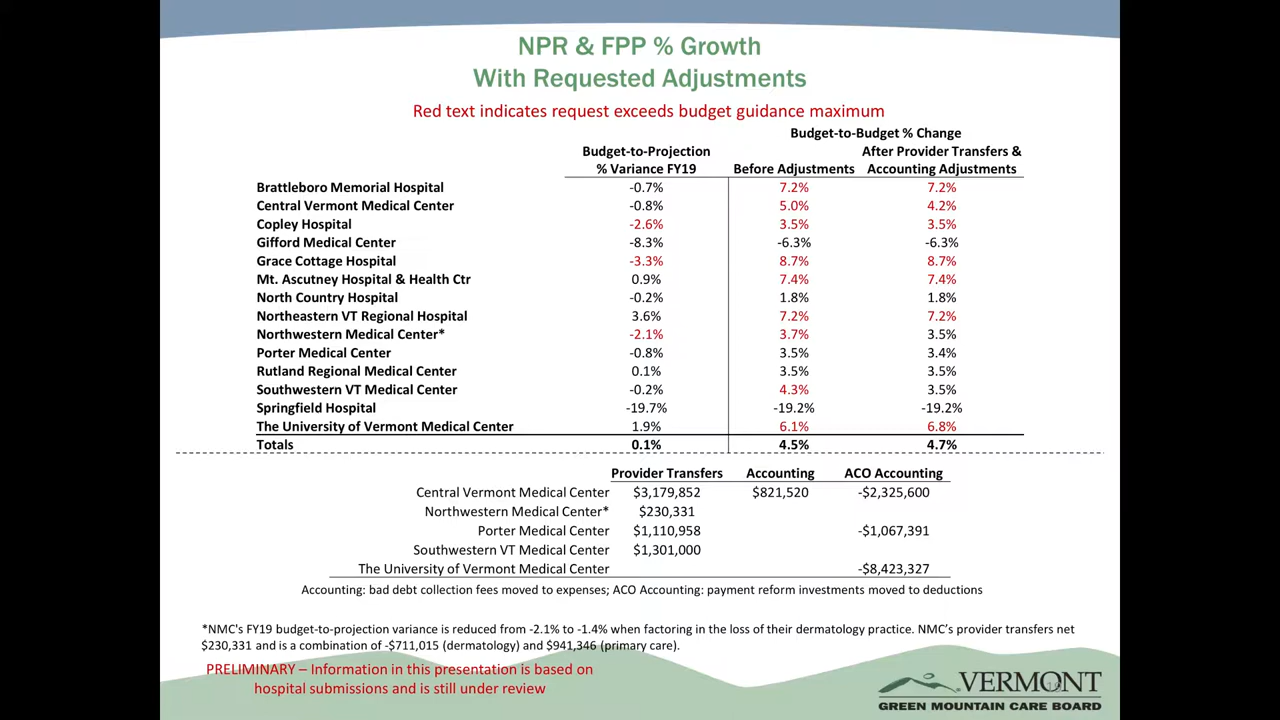 NPR & FPP % Growth
With Requested Adjustments
Red text indicates request exceeds budget guidance maximum
Budget-to-Budget % Change
Budget-to-Projection After Provider Transfers &
% Variance FY19 Before Adjustments Accounting Adjustments
Brattleboro Memorial Hospital -0.7% 7.2% 7.2%
Central Vermont Medical Center -0.8% 5.0% 4.2%
Copley Hospital -2.6% 3.5% 3.5%
Gifford Medical Center -8.3% -6.3% -6.3%
Grace Cottage Hospital -3.3% 8.7% 8.7%
Mt. Ascutney Hospital & Health Ctr 0.9% 7.4% 7.4%
North Country Hospital -0.2% 1.8% 1.8%
Northeastern VT Regional Hospital 3.6% 7.2% 7.2%
Northwestern Medical Center* -2.1% 3.7% 3.5%
Porter Medical Center -0.8% 3.5% 3.4%
Rutland Regional Medical Center 0.1% 3.5% 3.5%
Southwestern VT Medical Center -0.2% 4.3% 3.5%
Springfield Hospital -19.7% -19.2% -19.2%
The University of Vermont Medical Center 1.9% 6.1% 6.8%
Totals 0.1% 4.5% 4.7%
Provider Transfers Accounting ACO Accounting
Central Vermont Medical Center $3,179,852 $821,520 -$2,325,600
Northwestern Medical Center* $230,331
Porter Medical Center $1,110,958 -$1,067,391
Southwestern VT Medical Center $1,301,000
The University of Vermont Medical Center -$8,423,327
Accounting: bad debt collection fees moved to expenses; ACO Accounting: payment reform investments moved to deductions
*NMC's FY19 budget-to-projection variance is reduced from -2.1% to -1.4% when factoring in the loss of their dermatology practice. NMC's provider transfers net
$230,331 and is a combination of -$711,015 (dermatology) and $941,346 (primary care).
PRELIMINARY – Information in this presentation is based on
hospital submissions and is still under review
VERMONT
GREEN MOUNTAIN CARE BOARD